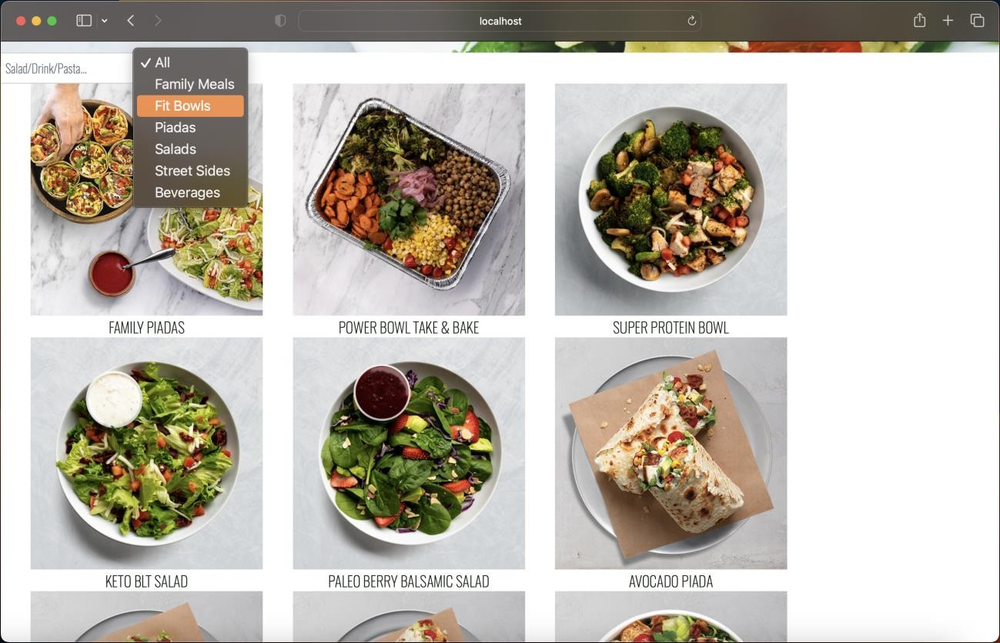 localhost
Salad/Drink/Pasta...
✓ All
Family Meals
Fit Bowls
Piadas
Salads
Street Sides
Beverages
FAMILY PIADAS
POWER BOWL TAKE & BAKE
SUPER PROTEIN BOWL
KETO BLT SALAD
PALEO BERRY BALSAMIC SALAD
AVOCADO PIADA